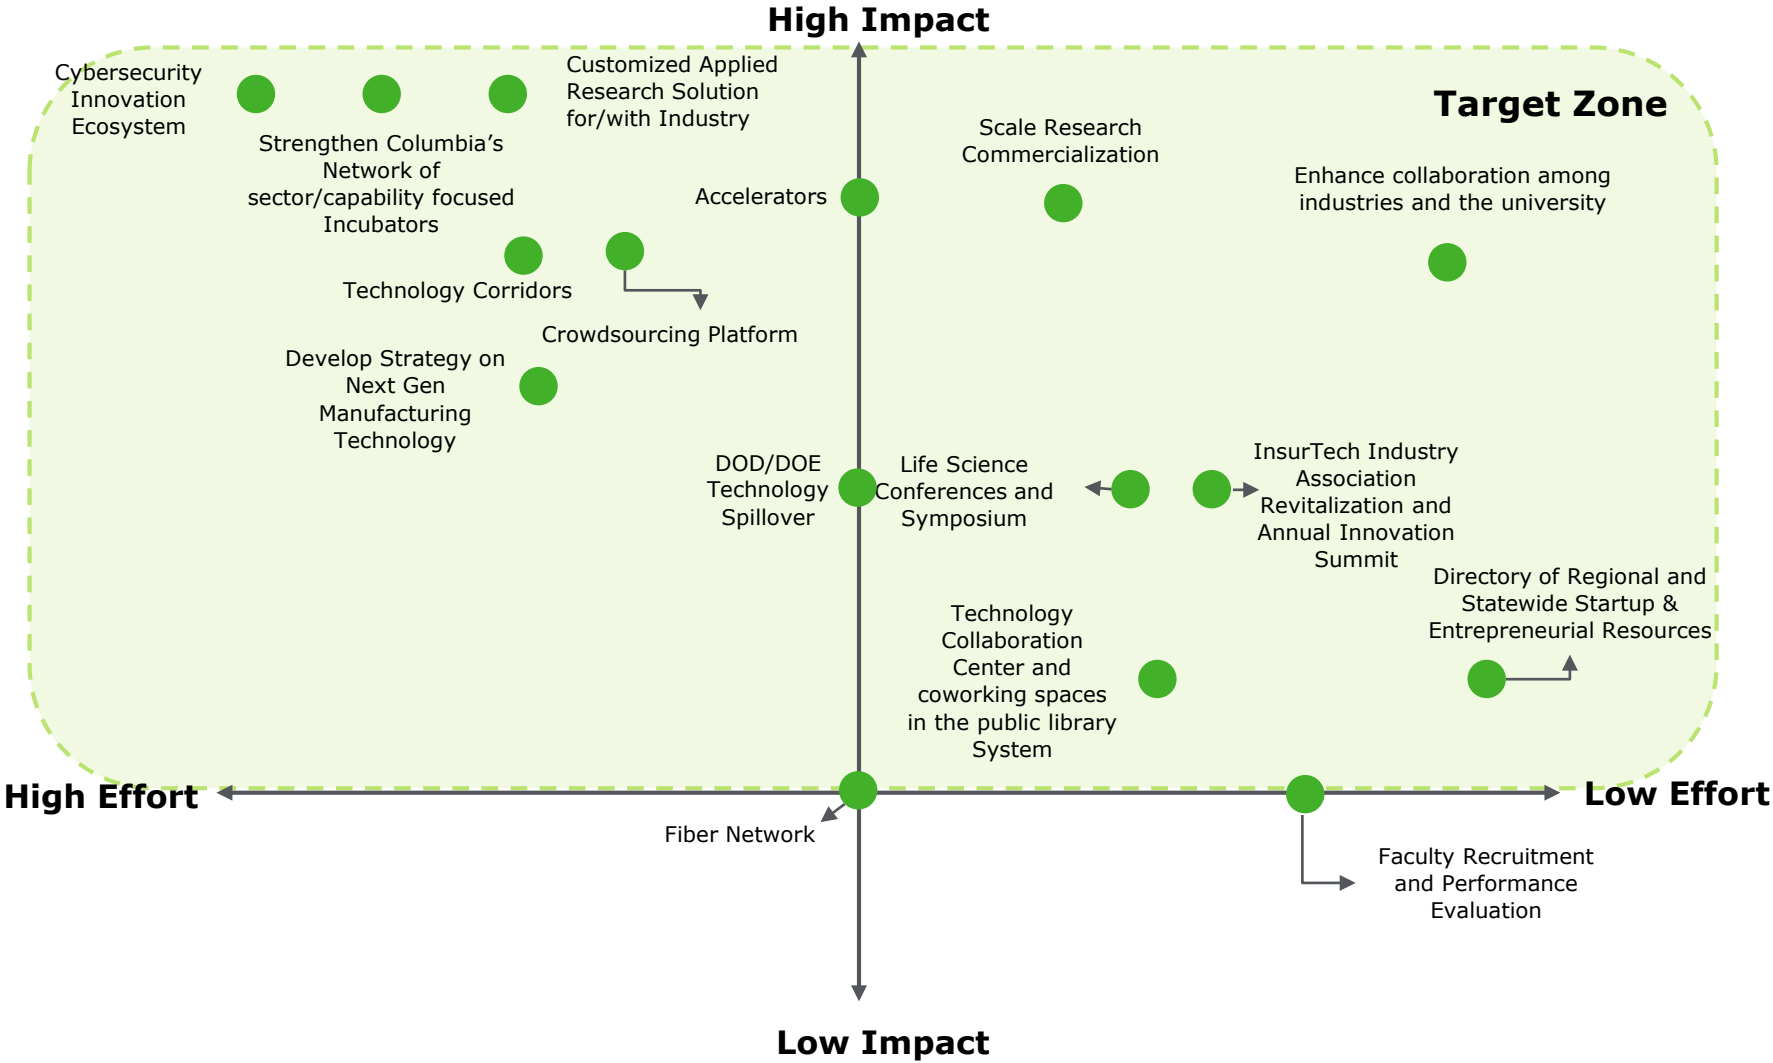 High Impact
Target Zone
Cybersecurity
Innovation
Ecosystem
Customized Applied
Research Solution
for/with Industry
Strengthen Columbia’s
Network of
sector/capability focused
Incubators
Accelerators
Scale Research
Commercialization
Enhance collaboration among
industries and the university
Technology Corridors
Crowdsourcing Platform
Develop Strategy on
Next Gen
Manufacturing
Technology
DOD/DOE
Technology
Spillover
Life Science
Conferences and
Symposium
InsurTech Industry
Association
Revitalization and
Annual Innovation
Summit
Directory of Regional and
Statewide Startup &
Entrepreneurial Resources
Technology
Collaboration
Center and
coworking spaces
in the public library
System
High Effort
Low Effort
Fiber Network
Faculty Recruitment
and Performance
Evaluation
Low Impact